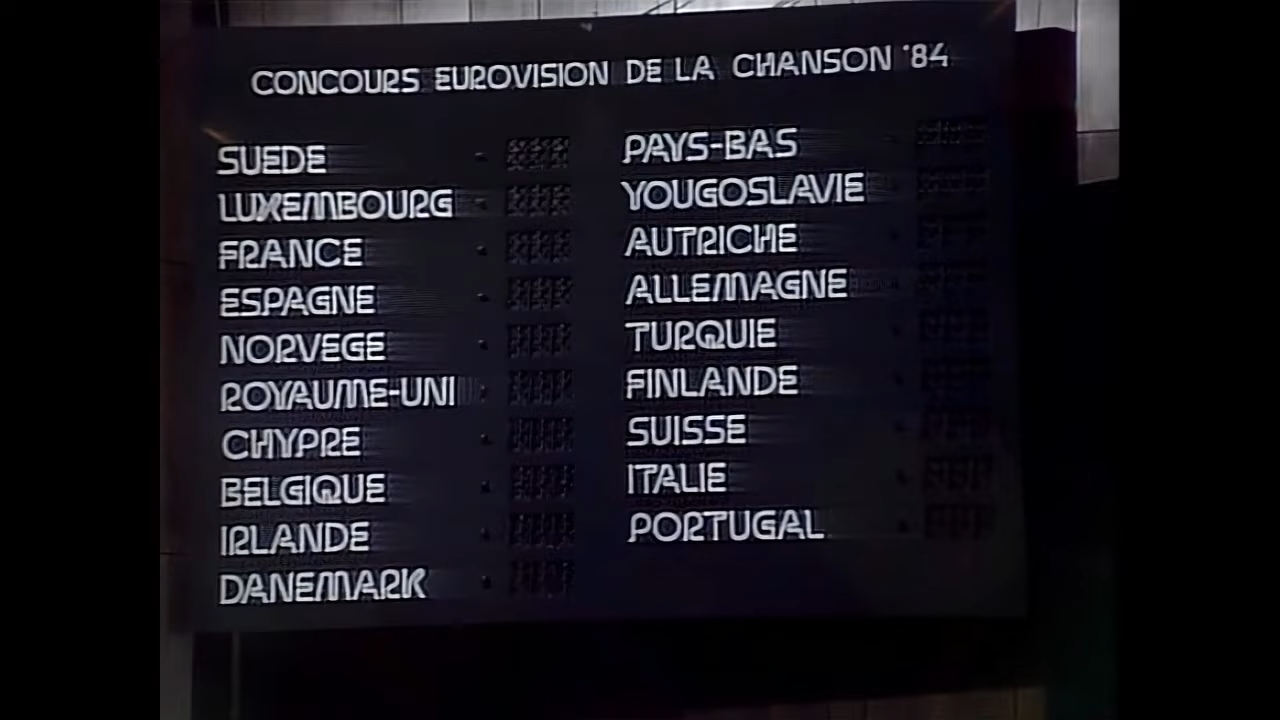 CONCOURS EUROVISION DE LA CHANSON '84
SUEDE
LUXEMBOURG
FRANCE
ESPAGNE
NORVEGE
ROYAUME-UNI
CHYPRE
BELGIQUE
IRLANDE
DANEMARK
PAYS-BAS
YOUGOSLAVIE
AUTRICHE
ALLEMAGNE
TURQUIE
FINLANDE
SUISSE
ITALIE
PORTUGAL